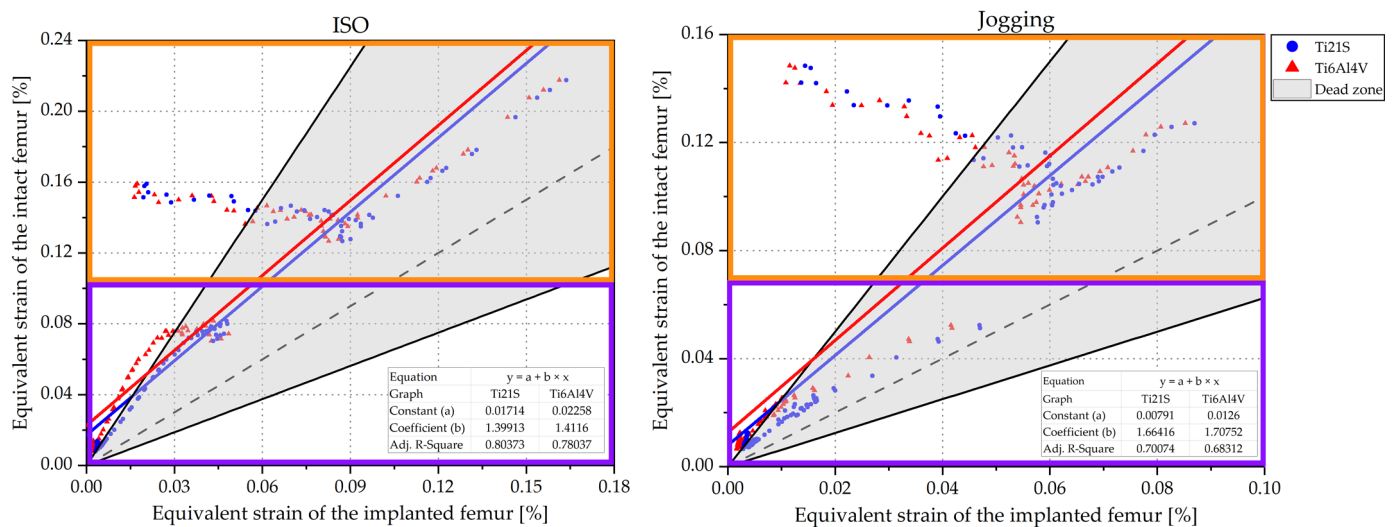 ISO
Equivalent strain of the intact femur [%]
0.24
0.20
0.16
0.12
0.08
0.04
0.00
0.00 0.03 0.06 0.09 0.12 0.15 0.18
Equivalent strain of the implanted femur [%]
Equation y = a + b × x
Graph Ti21S Ti6Al4V
Constant (a) 0.01714 0.02258
Coefficient (b) 1.39913 1.4116
Adj. R-Square 0.80373 0.78037
Jogging
Equivalent strain of the intact femur [%]
0.16
0.12
0.08
0.04
0.00
0.00 0.02 0.04 0.06 0.08 0.10
Equivalent strain of the implanted femur [%]
Equation y = a + b × x
Graph Ti21S Ti6Al4V
Constant (a) 0.00791 0.0126
Coefficient (b) 1.66416 1.70752
Adj. R-Square 0.70074 0.68312
Ti21S
Ti6Al4V
Dead zone